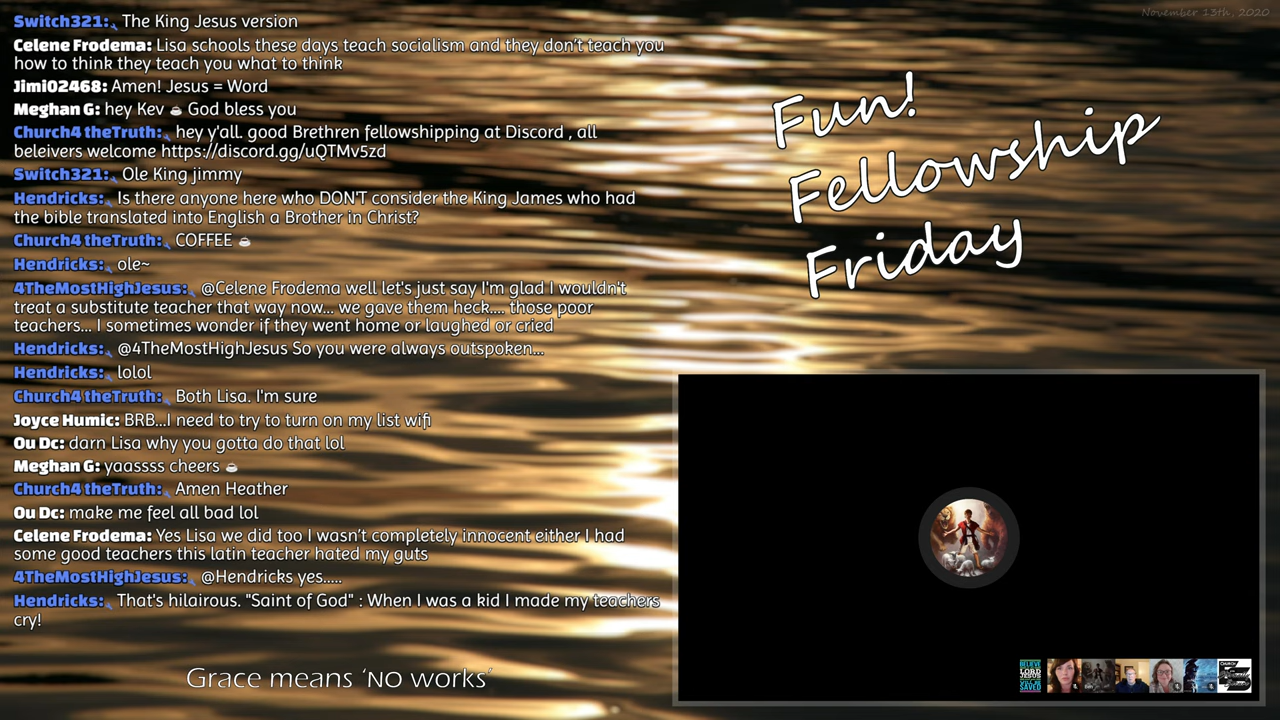 November 13th, 2020
Switch321: The King Jesus version
Celene Frodema: Lisa schools these days teach socialism and they don't teach you
how to think they teach you what to think
Jimi02468: Amen! Jesus = Word
Meghan G: hey Kev ☕ God bless you
Church4 theTruth: hey y'all. good Brethren fellowshipping at Discord , all
beleivers welcome https://discord.gg/uQTMv5zd
Switch321: Ole King jimmy
Hendricks: Is there anyone here who DON'T consider the King James who had
the bible translated into English a Brother in Christ?
Church4 theTruth: COFFEE ☕
Hendricks: ole~
4TheMostHighJesus: @Celene Frodema well let's just say I'm glad I wouldn't
treat a substitute teacher that way now... we gave them heck.... those poor
teachers... I sometimes wonder if they went home or laughed or cried
Hendricks: @4TheMostHighJesus So you were always outspoken...
Hendricks: lolol
Church4 theTruth: Both Lisa. I'm sure
Joyce Humic: BRB...I need to try to turn on my list wifi
Ou Dc: darn Lisa why you gotta do that lol
Meghan G: yaassss cheers ☕
Church4 theTruth: Amen Heather
Ou Dc: make me feel all bad lol
Celene Frodema: Yes Lisa we did too I wasn't completely innocent either I had
some good teachers this latin teacher hated my guts
4TheMostHighJesus: @Hendricks yes.....
Hendricks: That's hilairous. "Saint of God" : When I was a kid I made my teachers
cry!
Grace means 'NO works'
Fun!
Fellowship
Friday
BELIEVE
LORD
JESUS
SAVED